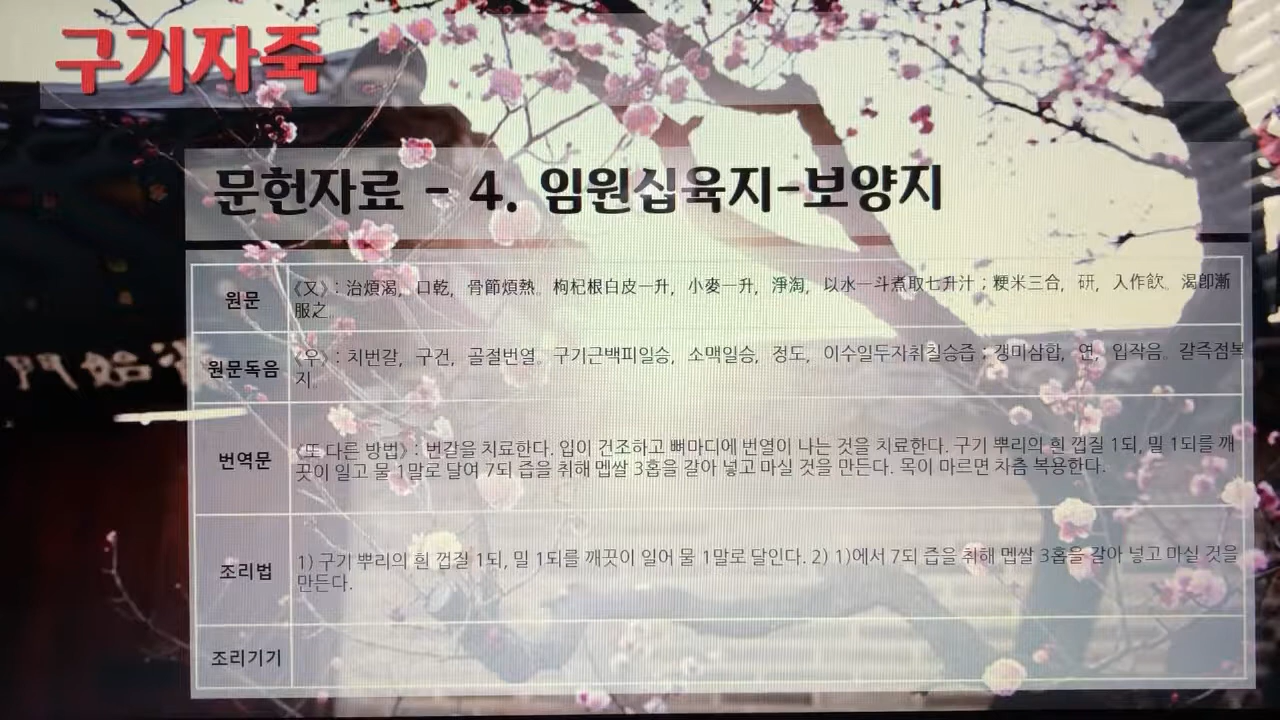 구기자죽
문헌자료 - 4. 임원십육지-보양지
원문
《又》: 治煩渴, 口乾, 骨節煩熱。枸杞根白皮一升, 小麥一升, 淨淘, 以水一斗煮取七升汁; 粳米三合, 硏, 入作飮。渴卽漸
服之
원문독음
《우》: 치번갈, 구건, 골절번열。구기근백피일승, 소맥일승, 정도, 이수일두자취칠승즙; 갱미삼합, 연, 입작음。갈즉점복
지
번역문
《또 다른 방법》: 번갈을 치료한다. 입이 건조하고 뼈마디에 번열이 나는 것을 치료한다. 구기 뿌리의 흰 껍질 1되, 밀 1되를 깨
끗이 일고 물 1말로 달여 7되 즙을 취해 멥쌀 3홉을 갈아 넣고 마실 것을 만든다. 목이 마르면 차츰 복용한다.
조리법
1) 구기 뿌리의 흰 껍질 1되, 밀 1되를 깨끗이 일어 물 1말로 달인다. 2) 1)에서 7되 즙을 취해 멥쌀 3홉을 갈아 넣고 마실 것을
만든다.
조리기기
門始